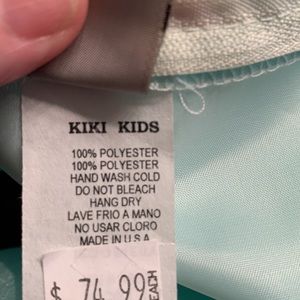 KIKI KIDS
100% POLYESTER
100% POLYESTER
HAND WASH COLD
DO NOT BLEACH
HANG DRY
LAVE FRIO A MANO
NO USAR CLORO
MADE IN U.S.A
$ 74.99 EACH